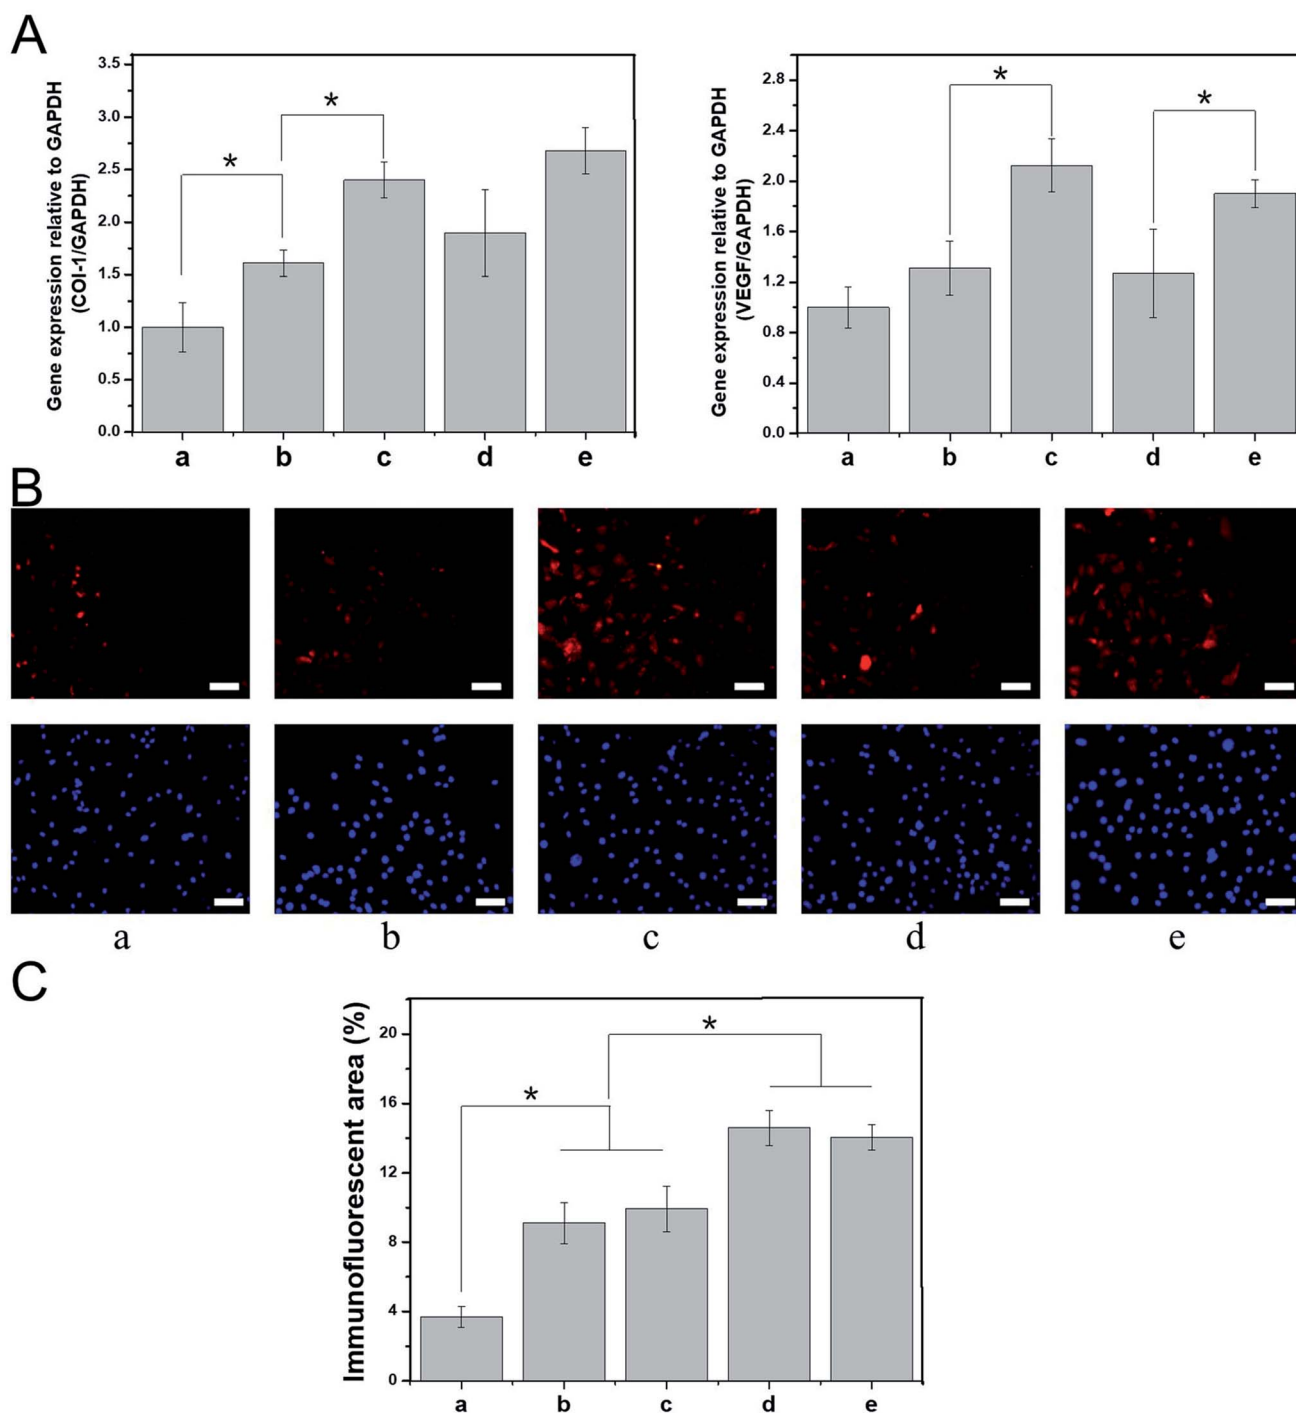 A
Gene expression relative to GAPDH
(COI-1/GAPDH)
3.5
3.0
2.5
2.0
1.5
1.0
0.5
0.0
*
*
a b c d e
Gene expression relative to GAPDH
(VEGF/GAPDH)
2.8
2.4
2.0
1.6
1.2
0.8
0.4
0.0
*
*
a b c d e
B
a b c d e
C
Immunofluorescent area (%)
20
16
12
8
4
0
*
*
a b c d e